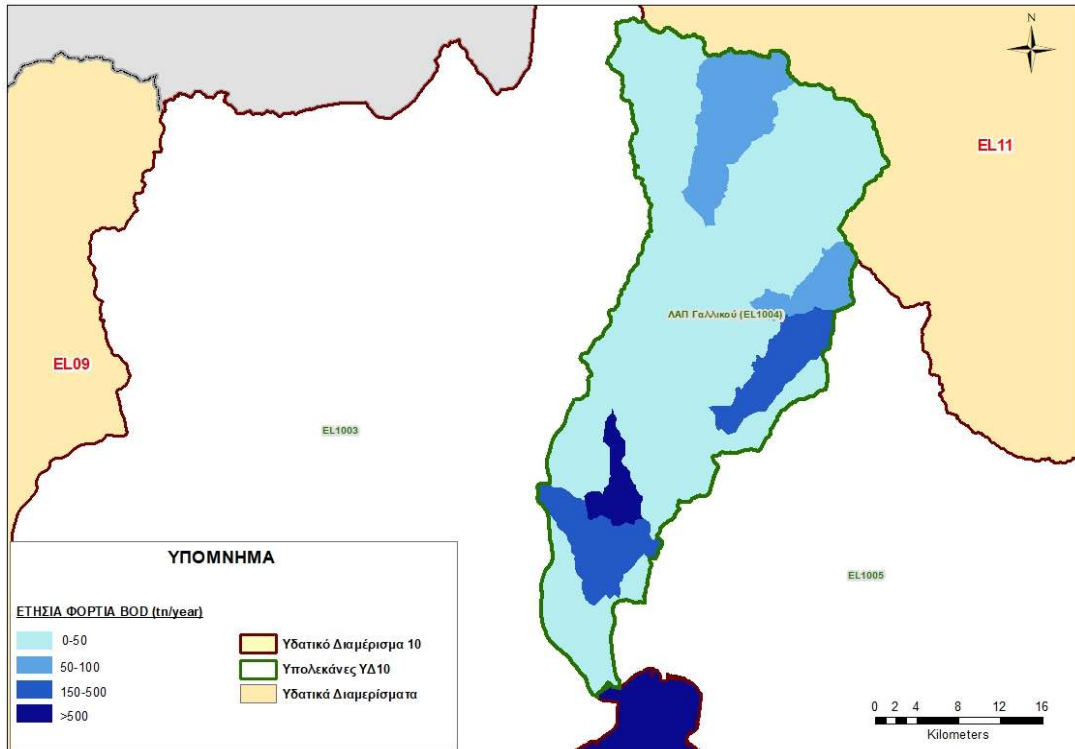 N
EL11
ΛΑΠ Γαλλικού (EL1004)
EL09
EL1003
EL1005
ΥΠΟΜΝΗΜΑ
ΕΤΗΣΙΑ ΦΟΡΤΙΑ BOD (tn/year)
0-50
50-100
150-500
>500
Υδατικό Διαμέρισμα 10
Υπολεκάνες ΥΔ10
Υδατικά Διαμερίσματα
0 2 4 8 12 16
Kilometers